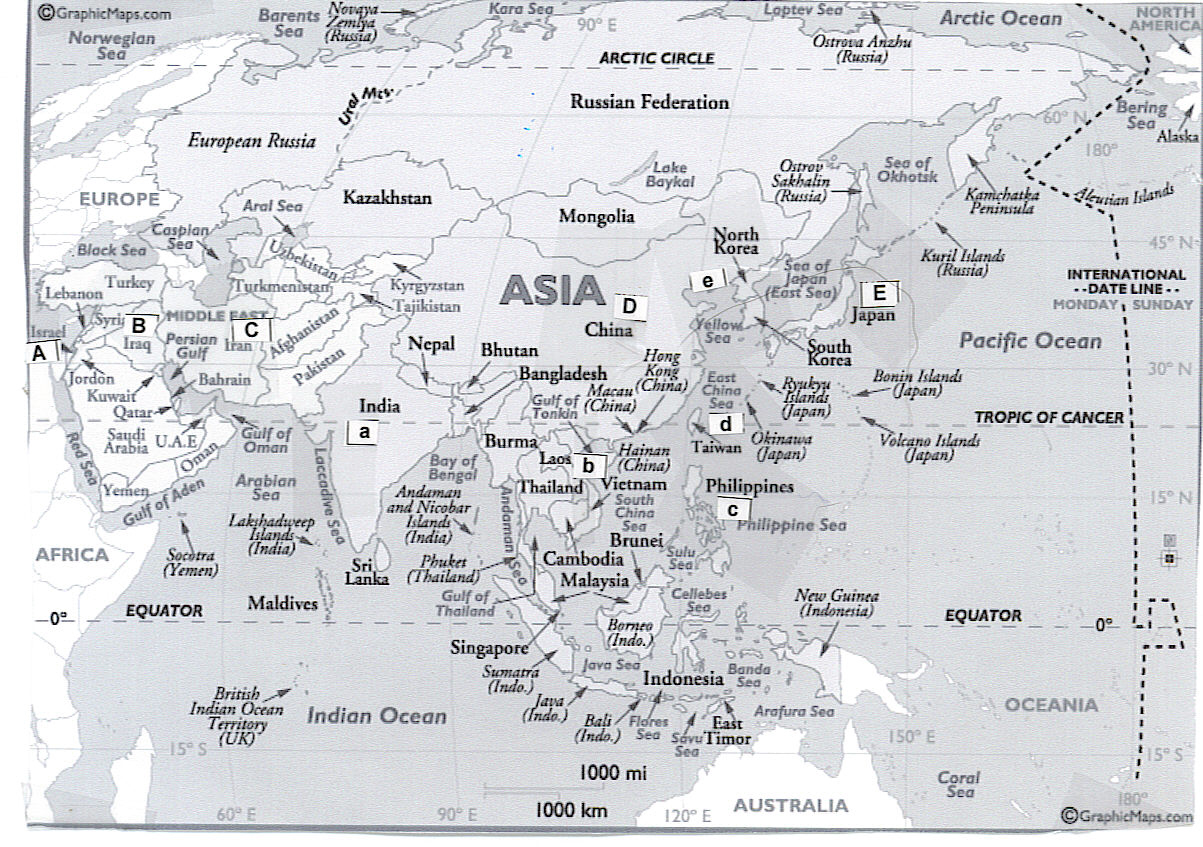 ©GraphicMaps.com
Norwegian
Sea
Barents
Sea
Novaya
Zemlya
(Russia)
Kara Sea
90° E
Laptev Sea
Ostrova Anzhu
(Russia)
Arctic Ocean
NORTH
AMERICA
ARCTIC CIRCLE
Ural Mts.
Russian Federation
European Russia
60° N
Bering
Sea
Alaska
180°
EUROPE
Kazakhstan
Lake
Baykal
Ostrov
Sakhalin
(Russia)
Sea of
Okhotsk
Kamchatka
Peninsula
Aleutian Islands
Aral Sea
Mongolia
Caspian
Sea
Black Sea
Uzbekistan
North
Korea
45° N
Kuril Islands
(Russia)
Turkey
Turkmenistan
Kyrgyzstan
Tajikistan
ASIA
e
Sea of
Japan
(East Sea)
E
Japan
INTERNATIONAL
--DATE LINE--
MONDAY
SUNDAY
Lebanon
Syri
B
MIDDLE EAST
C
Afghanistan
D
China
Israel
A
Iraq
Persian
Gulf
Iran
Pakistan
Nepal
Bhutan
Bangladesh
Yellow
Sea
South
Korea
Pacific Ocean
Jordon
Kuwait
Bahrain
Qatar
Hong
Kong
(China)
Macau
(China)
East
China
Sea
Ryukyu
Islands
(Japan)
Bonin Islands
(Japan)
30° N
India
a
Gulf of
Tonkin
TROPIC OF CANCER
Saudi
Arabia
U.A.E
Oman
Gulf of
Oman
Red Sea
Burma
Laos
b
Hainan
(China)
d
Taiwan
Okinawa
(Japan)
Volcano Islands
(Japan)
Yemen
Gulf of Aden
Arabian
Sea
Laccadive Sea
Bay of
Bengal
Thailand
Vietnam
Philippines
c
Philippine Sea
15° N
Lakshadweep
Islands
(India)
Andaman
and Nicobar
Islands
(India)
Andaman Sea
South
China
Sea
AFRICA
Socotra
(Yemen)
Sri
Lanka
Phuket
(Thailand)
Cambodia
Brunei
Sulu
Sea
Malaysia
Maldives
Gulf of
Thailand
Cellebes
Sea
New Guinea
(Indonesia)
0°
EQUATOR
EQUATOR
0°
Borneo
(Indo.)
Singapore
Sumatra
(Indo.)
Java Sea
Indonesia
Banda
Sea
British
Indian Ocean
Territory
(UK)
Indian Ocean
Java
(Indo.)
Bali
(Indo.)
Flores
Sea
Savu
Sea
East
Timor
Arafura Sea
OCEANIA
15° S
150° E
15° S
1000 mi
1000 km
Coral
Sea
60° E
90° E
120° E
AUSTRALIA
180°
©GraphicMaps.com